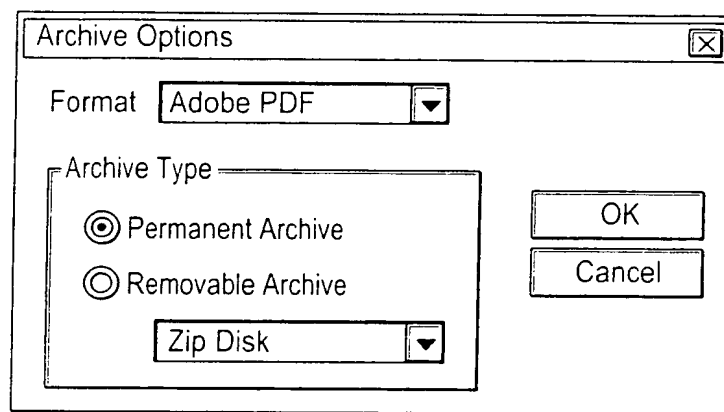 Archive Options
Format Adobe PDF
Archive Type
Permanent Archive
Removable Archive
Zip Disk
OK
Cancel